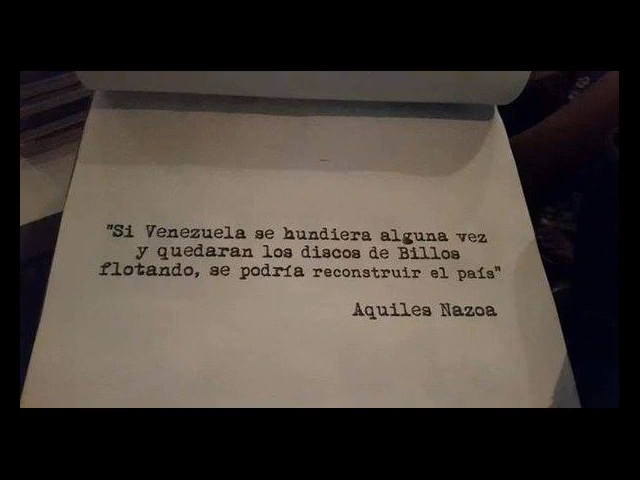 "Si Venezuela se hundiera alguna vez
y quedaran los discos de Billos
flotando, se podría reconstruir el país"
Aquiles Nazoa